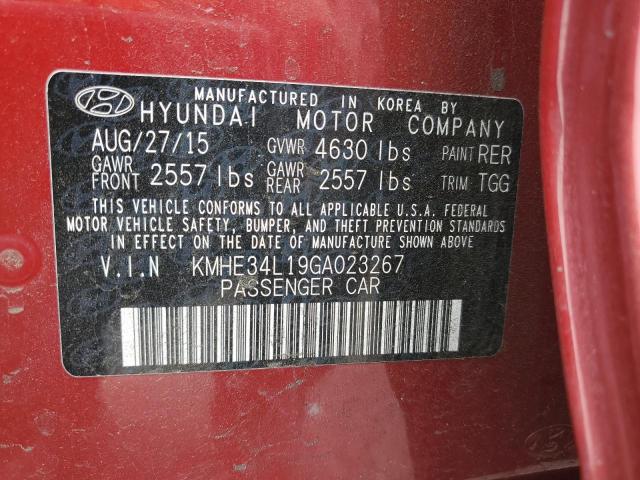 MANUFACTURED IN KOREA BY
HYUNDAI MOTOR COMPANY
AUG/27/15 GVWR 4630 lbs PAINT RER
GAWR FRONT 2557 lbs GAWR REAR 2557 lbs TRIM TGG
THIS VEHICLE CONFORMS TO ALL APPLICABLE U.S.A. FEDERAL
MOTOR VEHICLE SAFETY, BUMPER, AND THEFT PREVENTION STANDARDS
IN EFFECT ON THE DATE OF MANUFACTURE SHOWN ABOVE.
V.I.N KMHE34L19GA023267
PASSENGER CAR